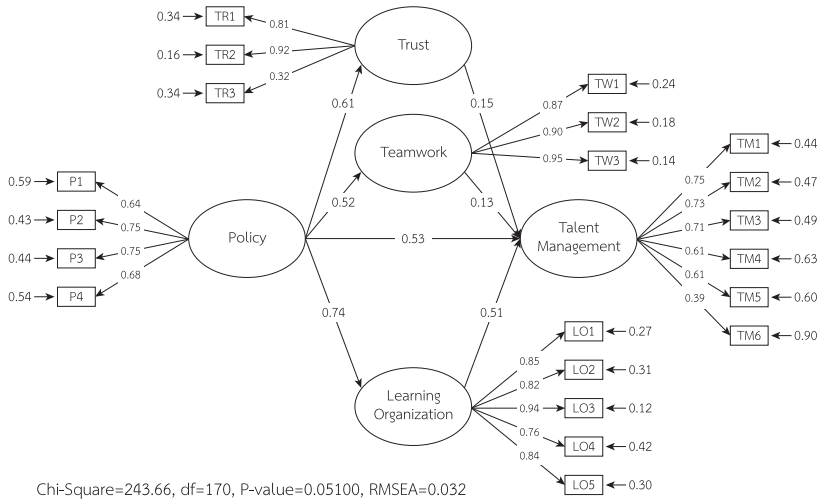 0.34 TR1 0.81
0.16 TR2 0.92
0.34 TR3 0.32
Trust
0.61
0.15
TW1 0.24
0.87
TW2 0.18
0.90
TW3 0.14
0.95
Teamwork
0.52
0.13
0.59 P1 0.64
0.43 P2 0.75
0.44 P3 0.75
0.54 P4 0.68
Policy
0.53
Talent
Management
TM1 0.44
0.75
TM2 0.47
0.73
TM3 0.49
0.71
TM4 0.63
0.61
TM5 0.60
0.61
TM6 0.90
0.39
0.74
0.51
Learning
Organization
LO1 0.27
0.85
LO2 0.31
0.82
LO3 0.12
0.94
LO4 0.42
0.76
LO5 0.30
0.84
Chi-Square=243.66, df=170, P-value=0.05100, RMSEA=0.032